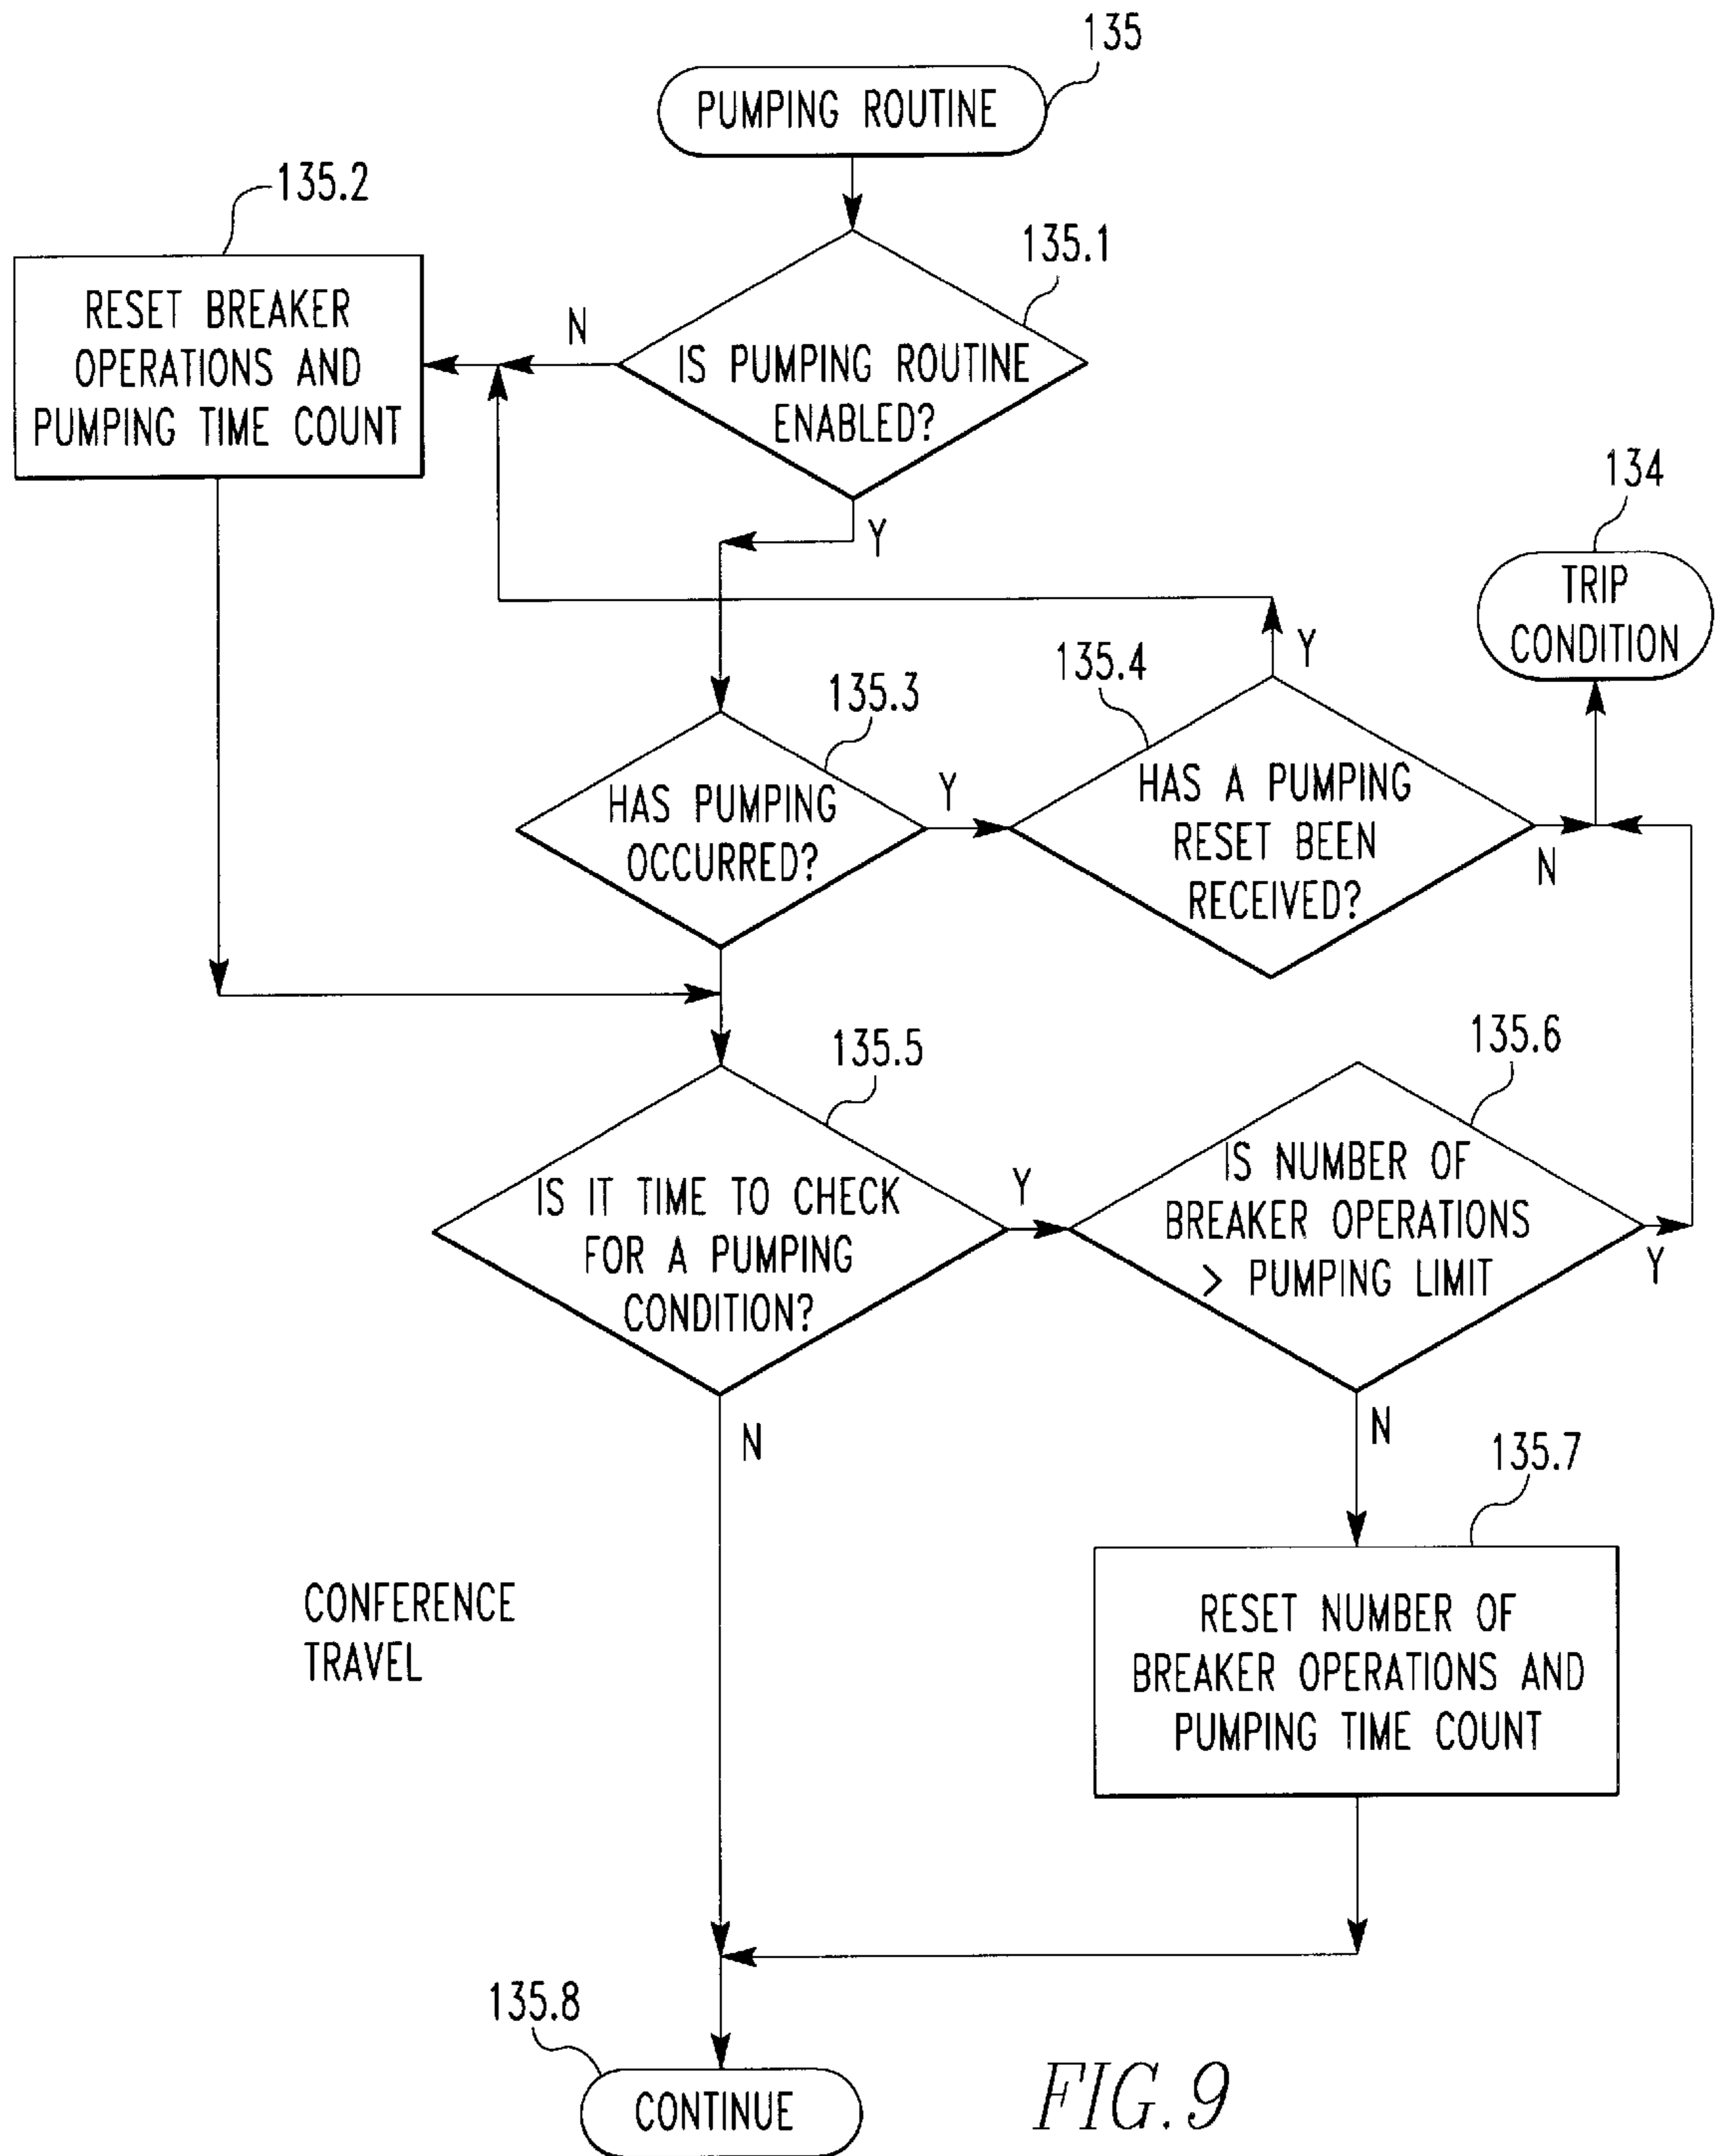 135
PUMPING ROUTINE
135.2
135.1
RESET BREAKER
OPERATIONS AND
PUMPING TIME COUNT
N
IS PUMPING ROUTINE
ENABLED?
Y
134
TRIP
CONDITION
135.3
135.4
Y
HAS PUMPING
OCCURRED?
Y
HAS A PUMPING
RESET BEEN
RECEIVED?
N
135.5
135.6
IS IT TIME TO CHECK
FOR A PUMPING
CONDITION?
Y
IS NUMBER OF
BREAKER OPERATIONS
> PUMPING LIMIT
Y
N
N
135.7
CONFERENCE
TRAVEL
RESET NUMBER OF
BREAKER OPERATIONS AND
PUMPING TIME COUNT
135.8
CONTINUE
FIG. 9